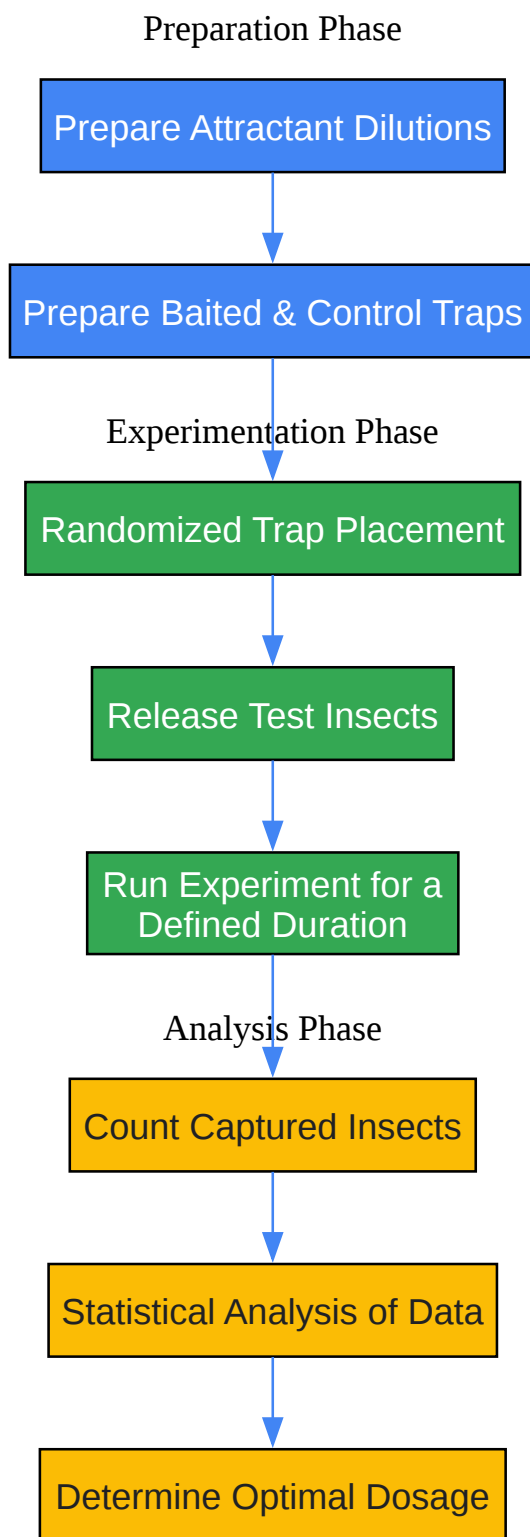 Preparation Phase
Prepare Attractant Dilutions
Prepare Baited & Control Traps
Experimentation Phase
Randomized Trap Placement
Release Test Insects
Run Experiment for a
Defined Duration
Analysis Phase
Count Captured Insects
Statistical Analysis of Data
Determine Optimal Dosage